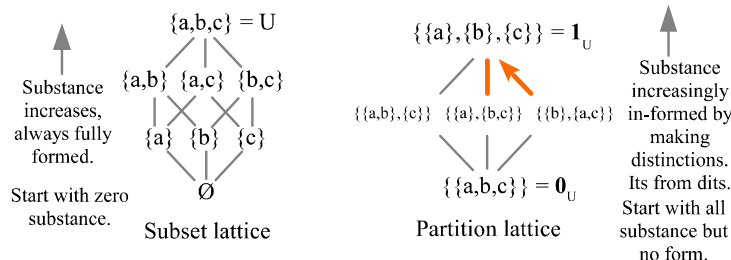 {a,b,c} = U
Substance
increases,
always fully
formed.
Start with zero
substance.
{a,b} {a,c} {b,c}
{a} {b} {c}
Ø
Subset lattice
{{a},{b},{c}} = 1U
{{a,b},{c}} {{a},{b,c}} {{b},{a,c}}
{{a,b,c}} = 0U
Partition lattice
Substance
increasingly
in-formed by
making
distinctions.
Its from dits.
Start with all
substance but
no form.